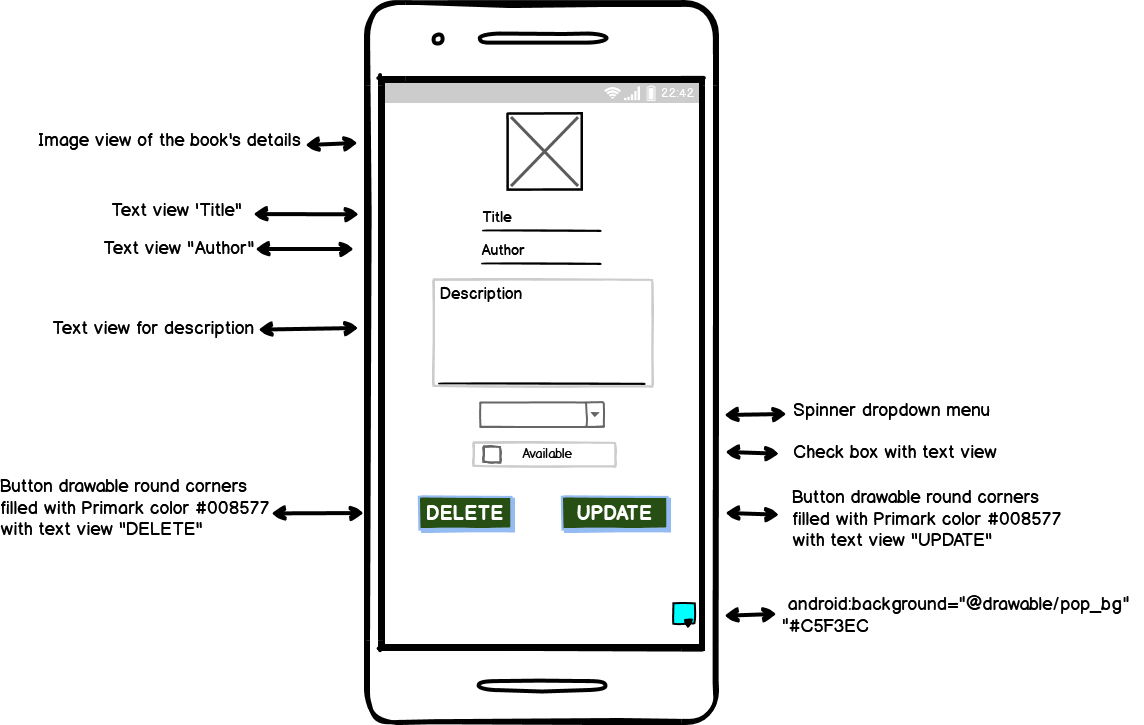 22:42
Image view of the book's details
Text view 'Title"
Title
Text view "Author"
Author
Description
Text view for description
Spinner dropdown menu
Available
Check box with text view
Button drawable round corners
filled with Primark color #008577
with text view "DELETE"
DELETE
UPDATE
Button drawable round corners
filled with Primark color #008577
with text view "UPDATE"
android:background="@drawable/pop_bg"
"#C5F3EC